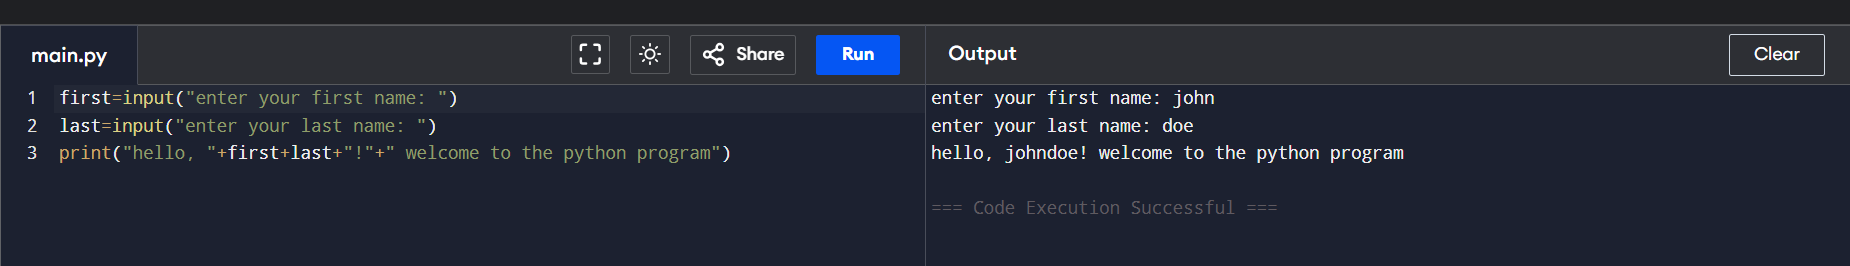 main.py
Share
Run
1 first=input("enter your first name: ")
2 last=input("enter your last name: ")
3 print("hello, "+first+last+"!"+" welcome to the python program")
Output
Clear
enter your first name: john
enter your last name: doe
hello, johndoe! welcome to the python program
=== Code Execution Successful ===